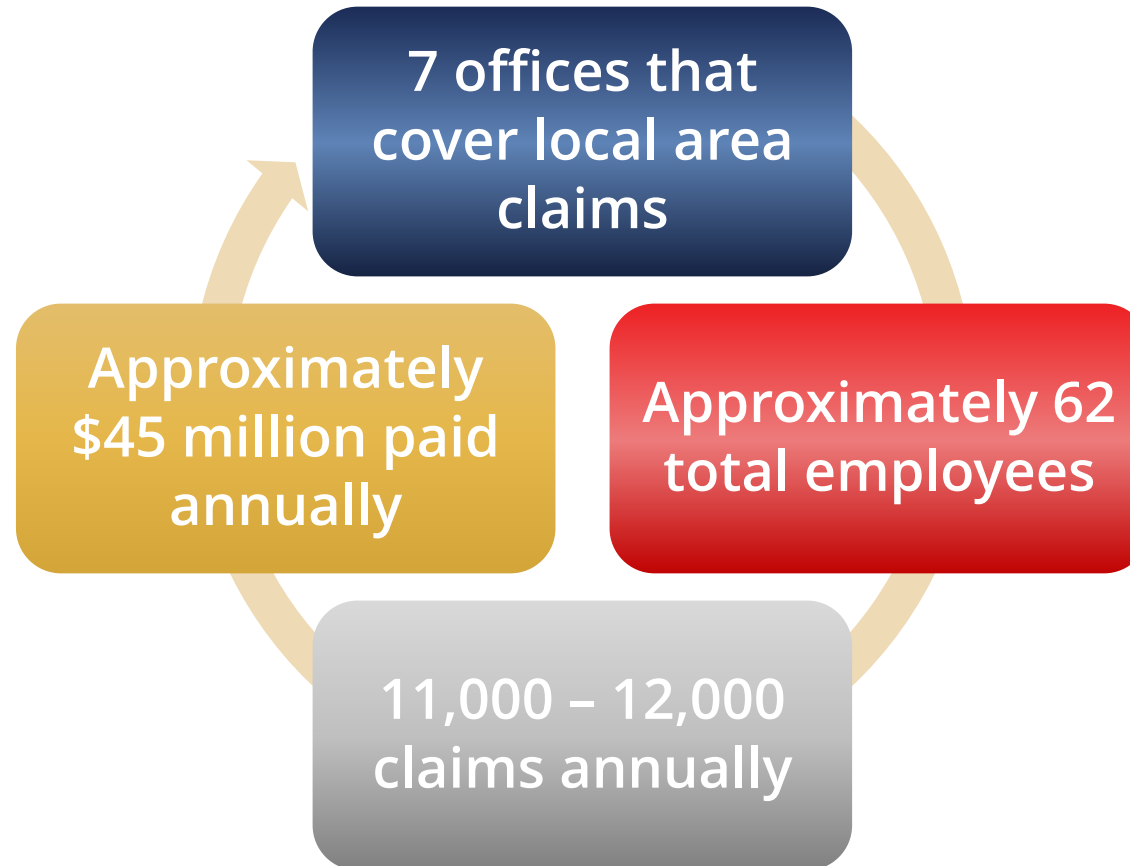 7 offices that
cover local area
claims
Approximately 62
total employees
11,000 – 12,000
claims annually
Approximately
$45 million paid
annually